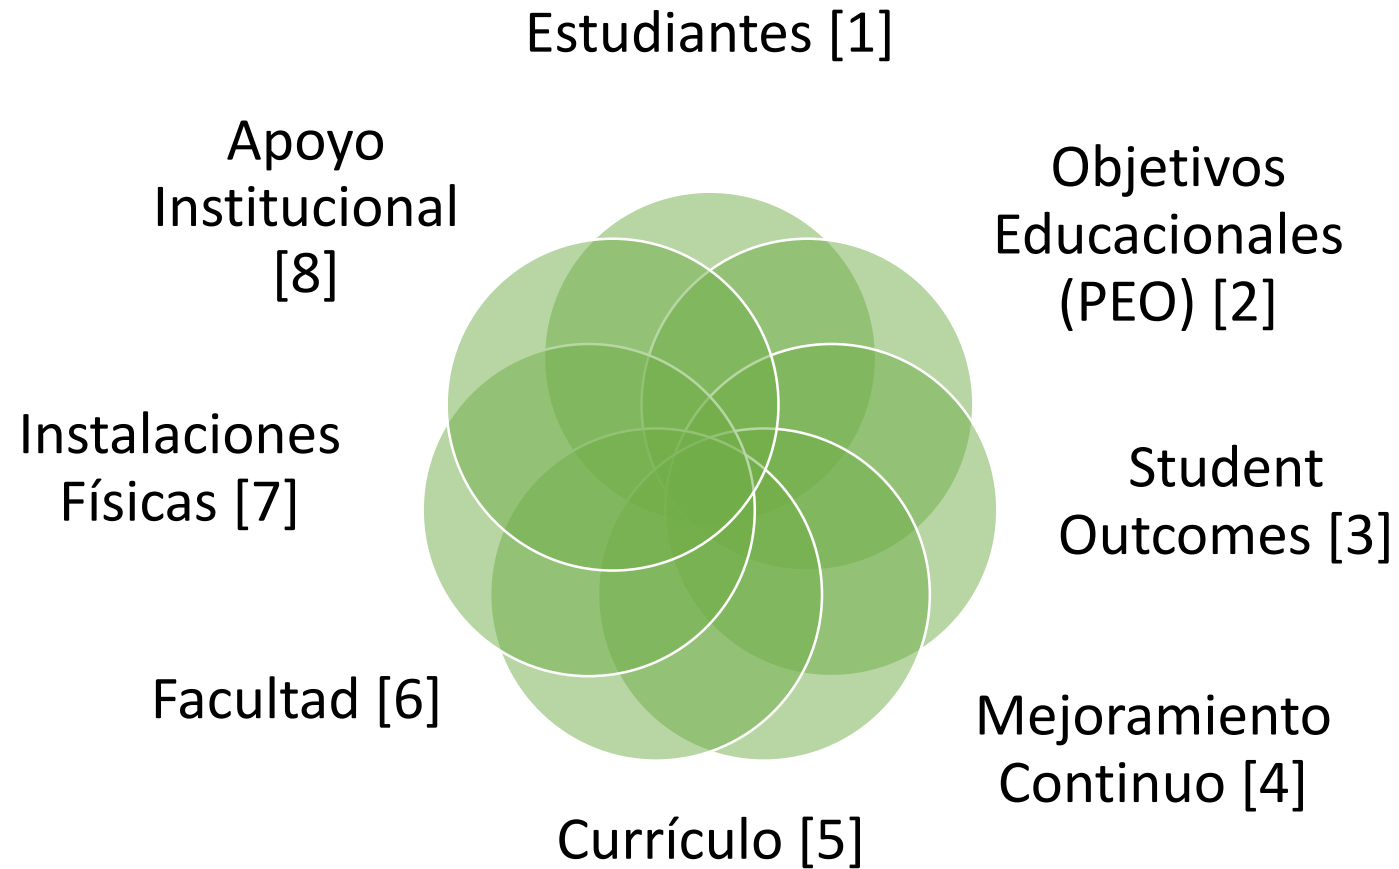 Estudiantes [1]
Objetivos
Educacionales
(PEO) [2]
Student
Outcomes [3]
Mejoramiento
Continuo [4]
Currículo [5]
Facultad [6]
Instalaciones
Físicas [7]
Apoyo
Institucional
[8]